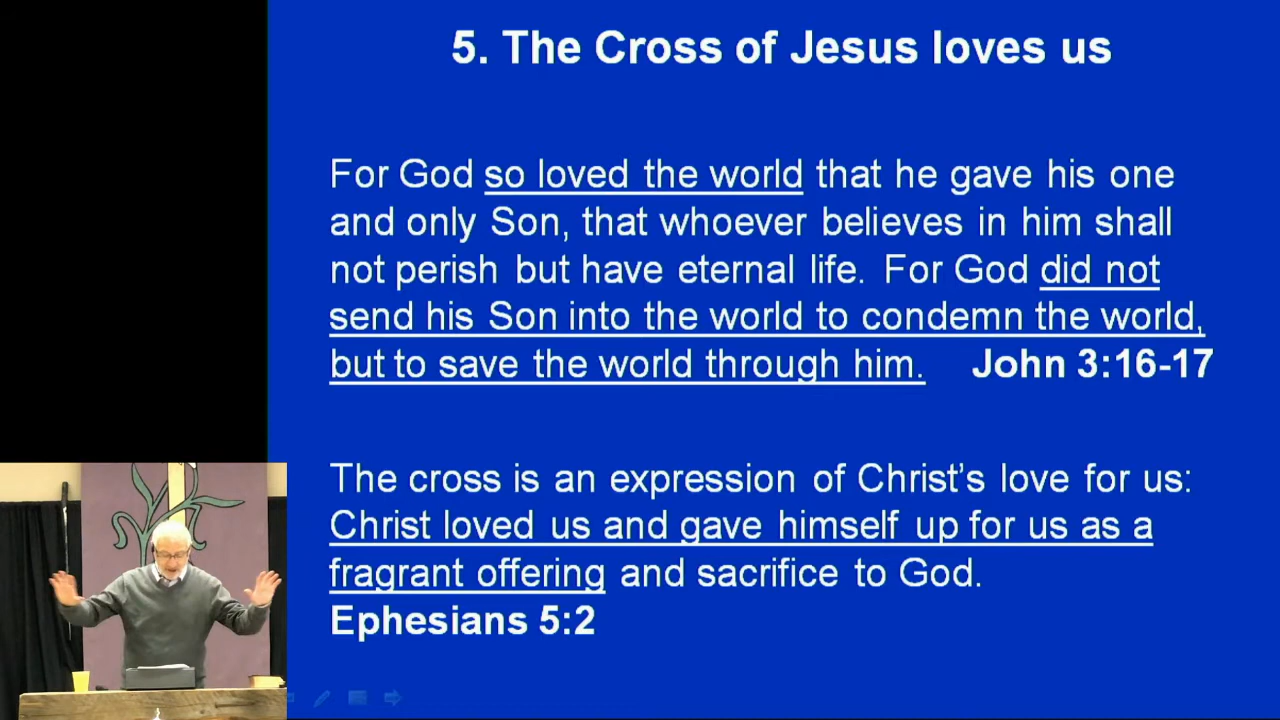 5. The Cross of Jesus loves us
For God so loved the world that he gave his one
and only Son, that whoever believes in him shall
not perish but have eternal life. For God did not
send his Son into the world to condemn the world,
but to save the world through him. John 3:16-17
The cross is an expression of Christ’s love for us:
Christ loved us and gave himself up for us as a
fragrant offering and sacrifice to God.
Ephesians 5:2